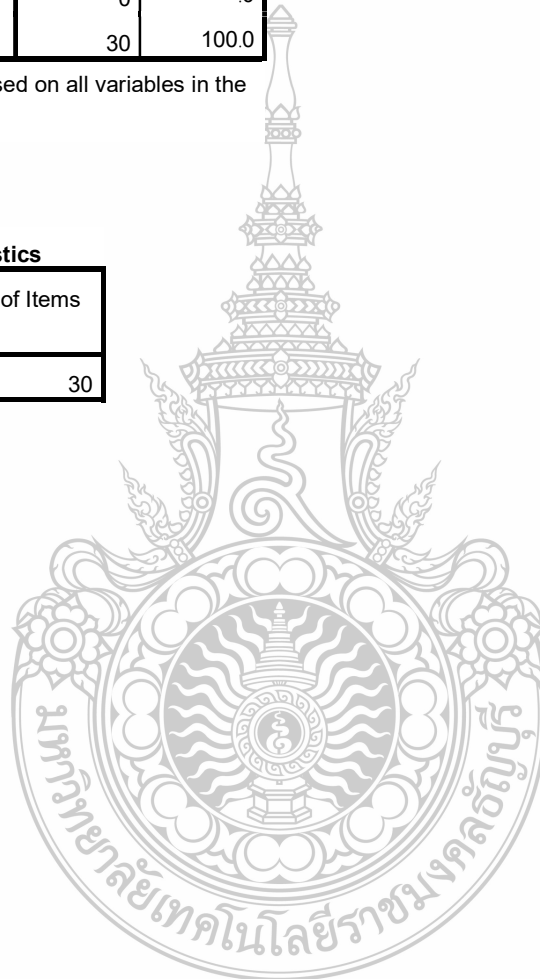 30 100.0
sed on all variables in the
stics
of Items
30
มหาวิทยาลัยเทคโนโลยีราชมงคลธัญบุรี